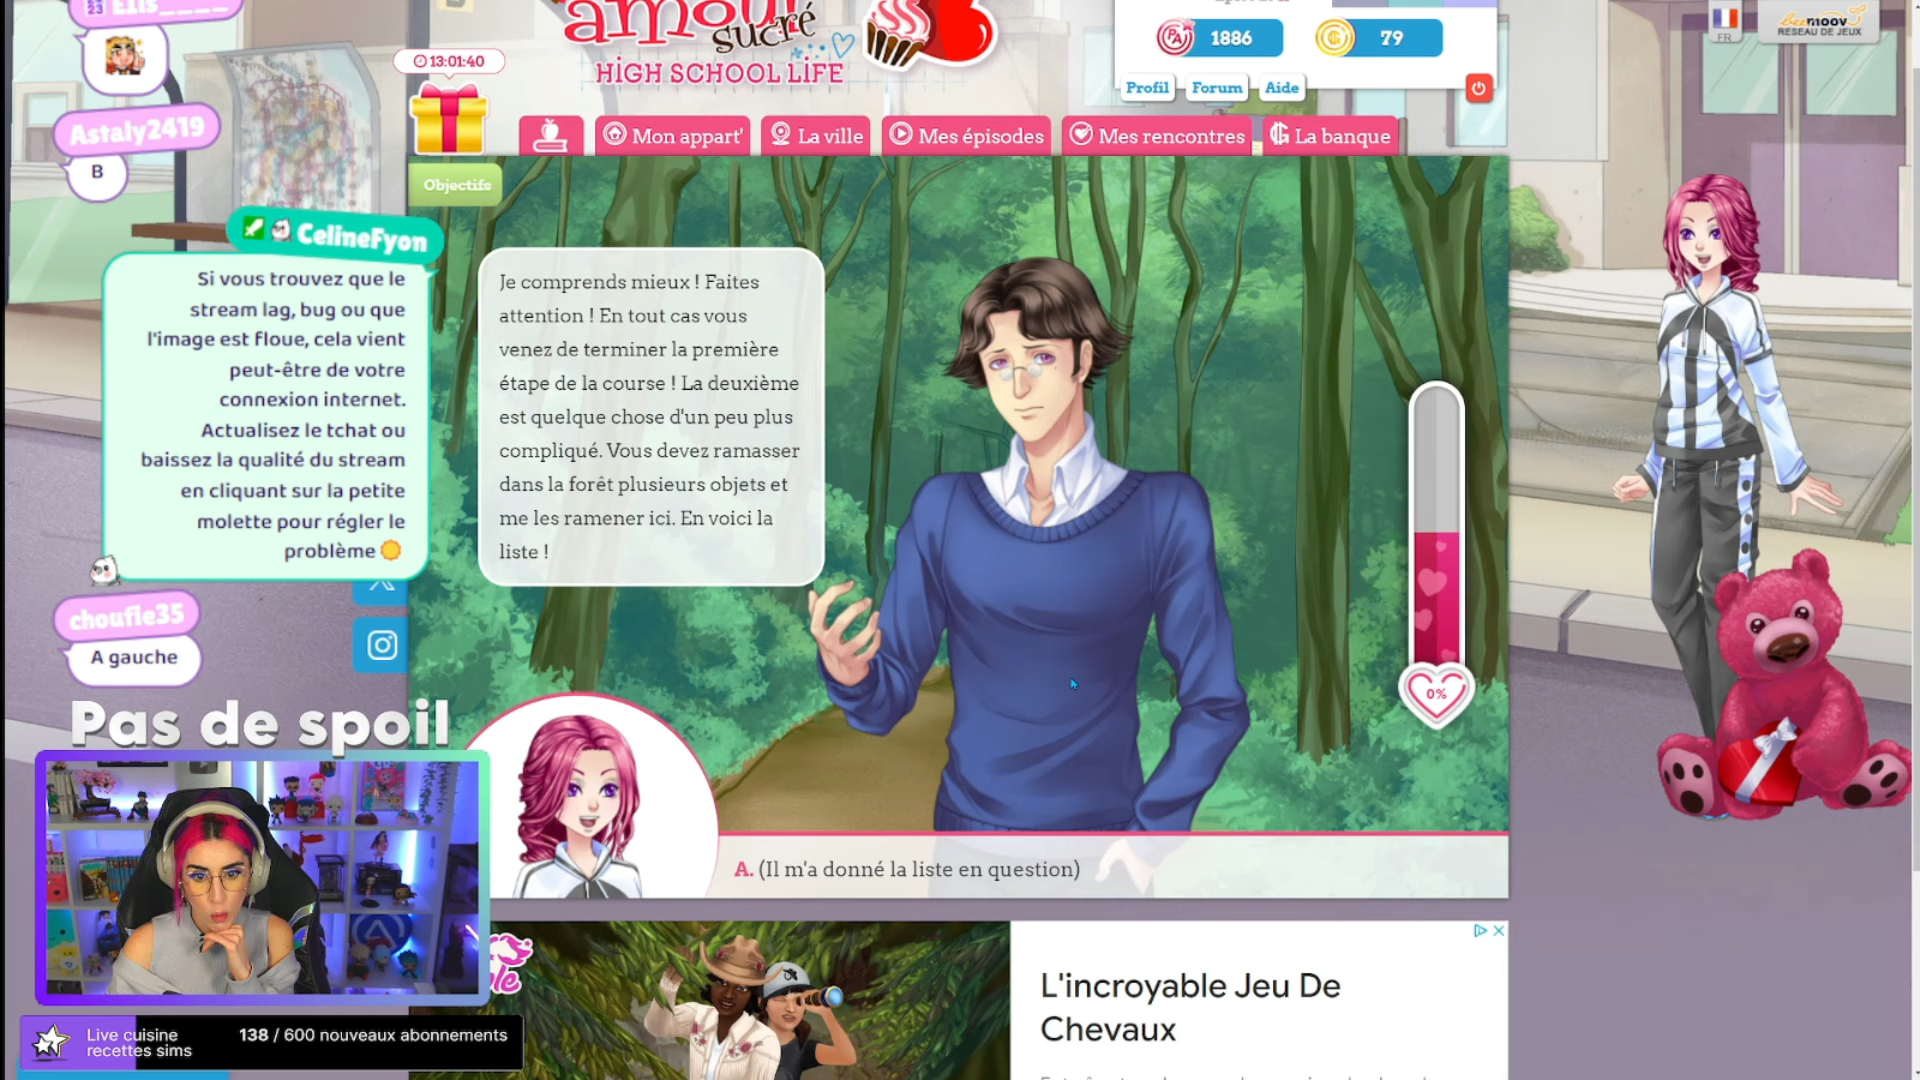 Elis____
Astaly2419
B
CelineFyon
Si vous trouvez que le
stream lag, bug ou que
l'image est floue, cela vient
peut-être de votre
connexion internet.
Actualisez le tchat ou
baissez la qualité du stream
en cliquant sur la petite
molette pour régler le
problème
choufie35
A gauche
Pas de spoil
Live cuisine
recettes sims
138 / 600 nouveaux abonnements
13:01:40
amour
sucré
HIGH SCHOOL LIFE
PA
1886
79
Profil
Forum
Aide
FR
Beemoov
RESEAU DE JEUX
Mon appart'
La ville
Mes épisodes
Mes rencontres
La banque
Objectifs
Je comprends mieux ! Faites
attention ! En tout cas vous
venez de terminer la première
étape de la course ! La deuxième
est quelque chose d'un peu plus
compliqué. Vous devez ramasser
dans la forêt plusieurs objets et
me les ramener ici. En voici la
liste !
0%
A. (Il m'a donné la liste en question)
L'incroyable Jeu De
Chevaux